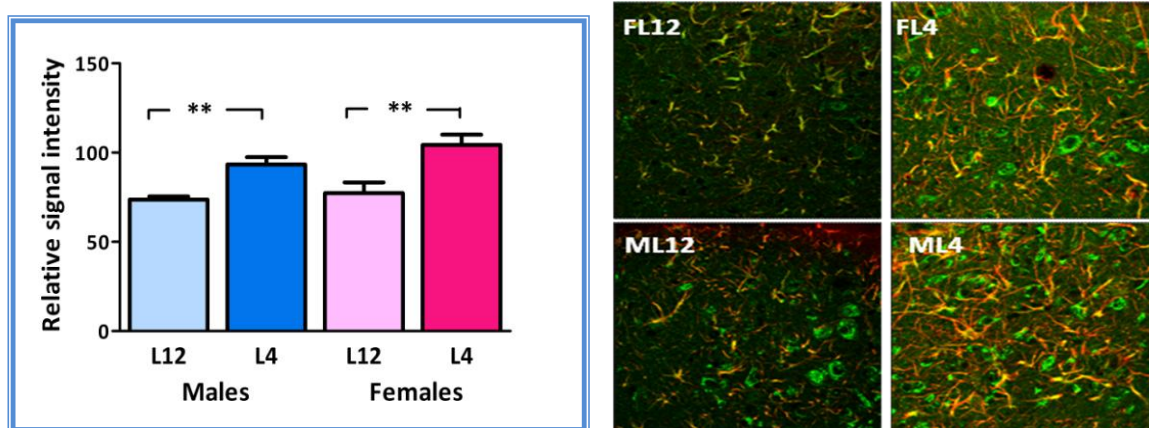 Relative signal intensity
150
100
50
0
**
**
L12 L4 L12 L4
Males Females
FL12 FL4
ML12 ML4